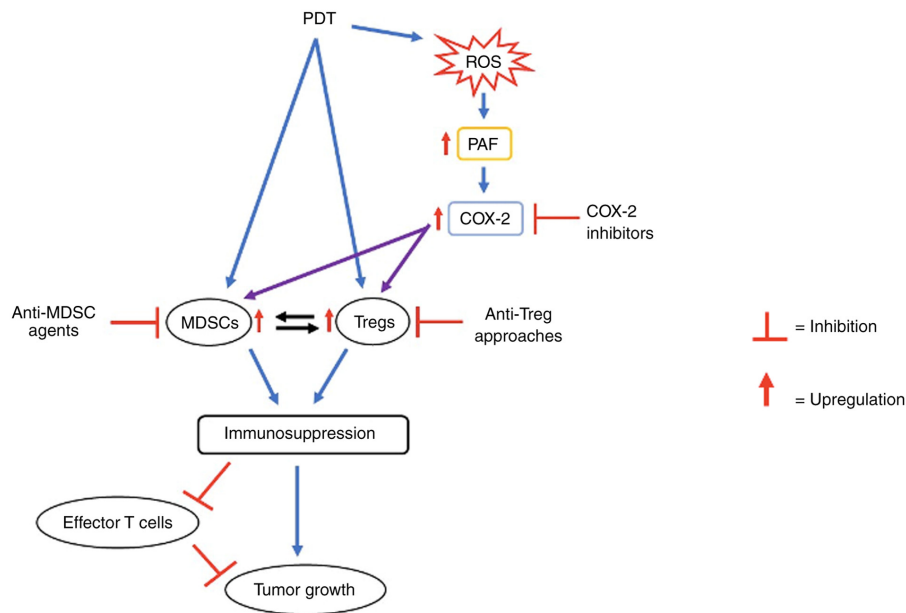 PDT
ROS
PAF
COX-2
COX-2
inhibitors
Anti-MDSC
agents
MDSCs
Tregs
Anti-Treg
approaches
= Inhibition
= Upregulation
Immunosuppression
Effector T cells
Tumor growth